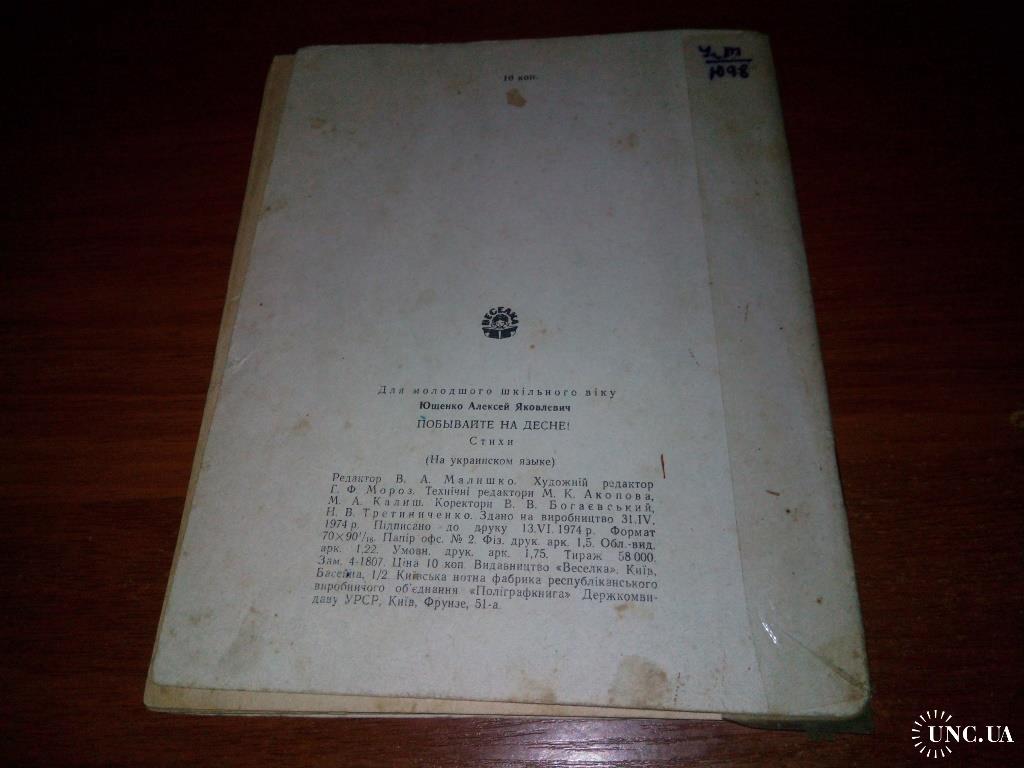 1098
10 коп.
ВЕСЕЛКА
Для молодшого шкільного віку
Ющенко Алексей Яковлевич
ПОБЫВАЙТЕ НА ДЕСНЕ!
Стихи
(На украинском языке)
Редактор В. А. Малишко. Художній редактор
Г. Ф. Мороз. Технічні редактори М. К. Акопова,
М. А. Калиш. Коректори В. В. Богаєвський,
Н. В. Третиниченко. Здано на виробництво 31.IV.
1974 р. Підписано до друку 13.VI. 1974 р. Формат
70×90¹/₁₆. Папір офс. № 2. Фіз. друк. арк. 1,5. Обл.-вид.
арк. 1,22. Умовн. друк. арк. 1,75. Тираж 58 000.
Зам. 4-1807. Ціна 10 коп. Видавництво «Веселка». Київ,
Басейна, 1/2. Київська нотна фабрика республіканського
виробничого об'єднання «Поліграфкнига» Держкомви-
даву УРСР, Київ, Фрунзе, 51-а.
UNC.UA